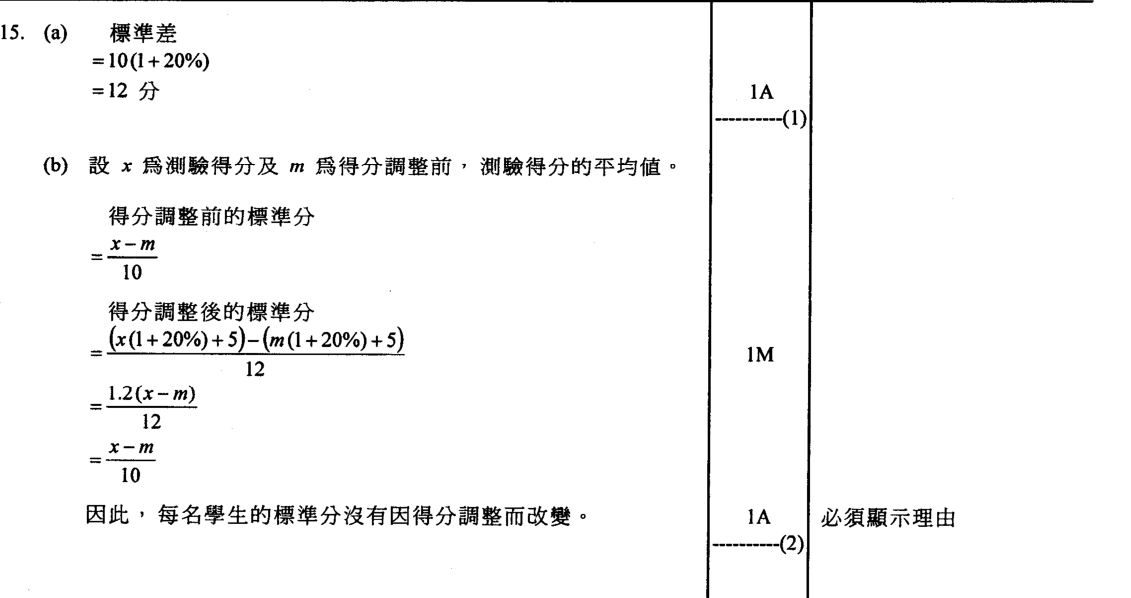 15. (a) 標準差
=10(1+20%)
=12 分 1A
----------(1)
(b) 設 x 為測驗得分及 m 為得分調整前，測驗得分的平均值。
得分調整前的標準分
= (x − m)/10
得分調整後的標準分
= ((x(1+20%)+5)−(m(1+20%)+5))/12 1M
= 1.2(x − m)/12
= (x − m)/10
因此，每名學生的標準分沒有因得分調整而改變。 1A 必須顯示理由
----------(2)